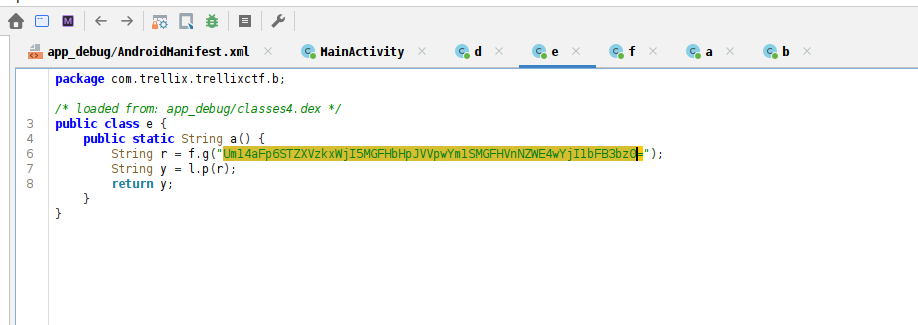 app_debug/AndroidManifest.xml × MainActivity × d × e × f × a × b ×
package com.trellix.trellixctf.b;
/* loaded from: app_debug/classes4.dex */
3 public class e {
4 public static String a() {
6 String r = f.g("Uml4aFp6STZXVzkxWjI5MGFHbHpJVVpwYm1SMGFHVnNZWE4wYjI1bFB3bz0=");
7 String y = l.p(r);
8 return y;
}
}